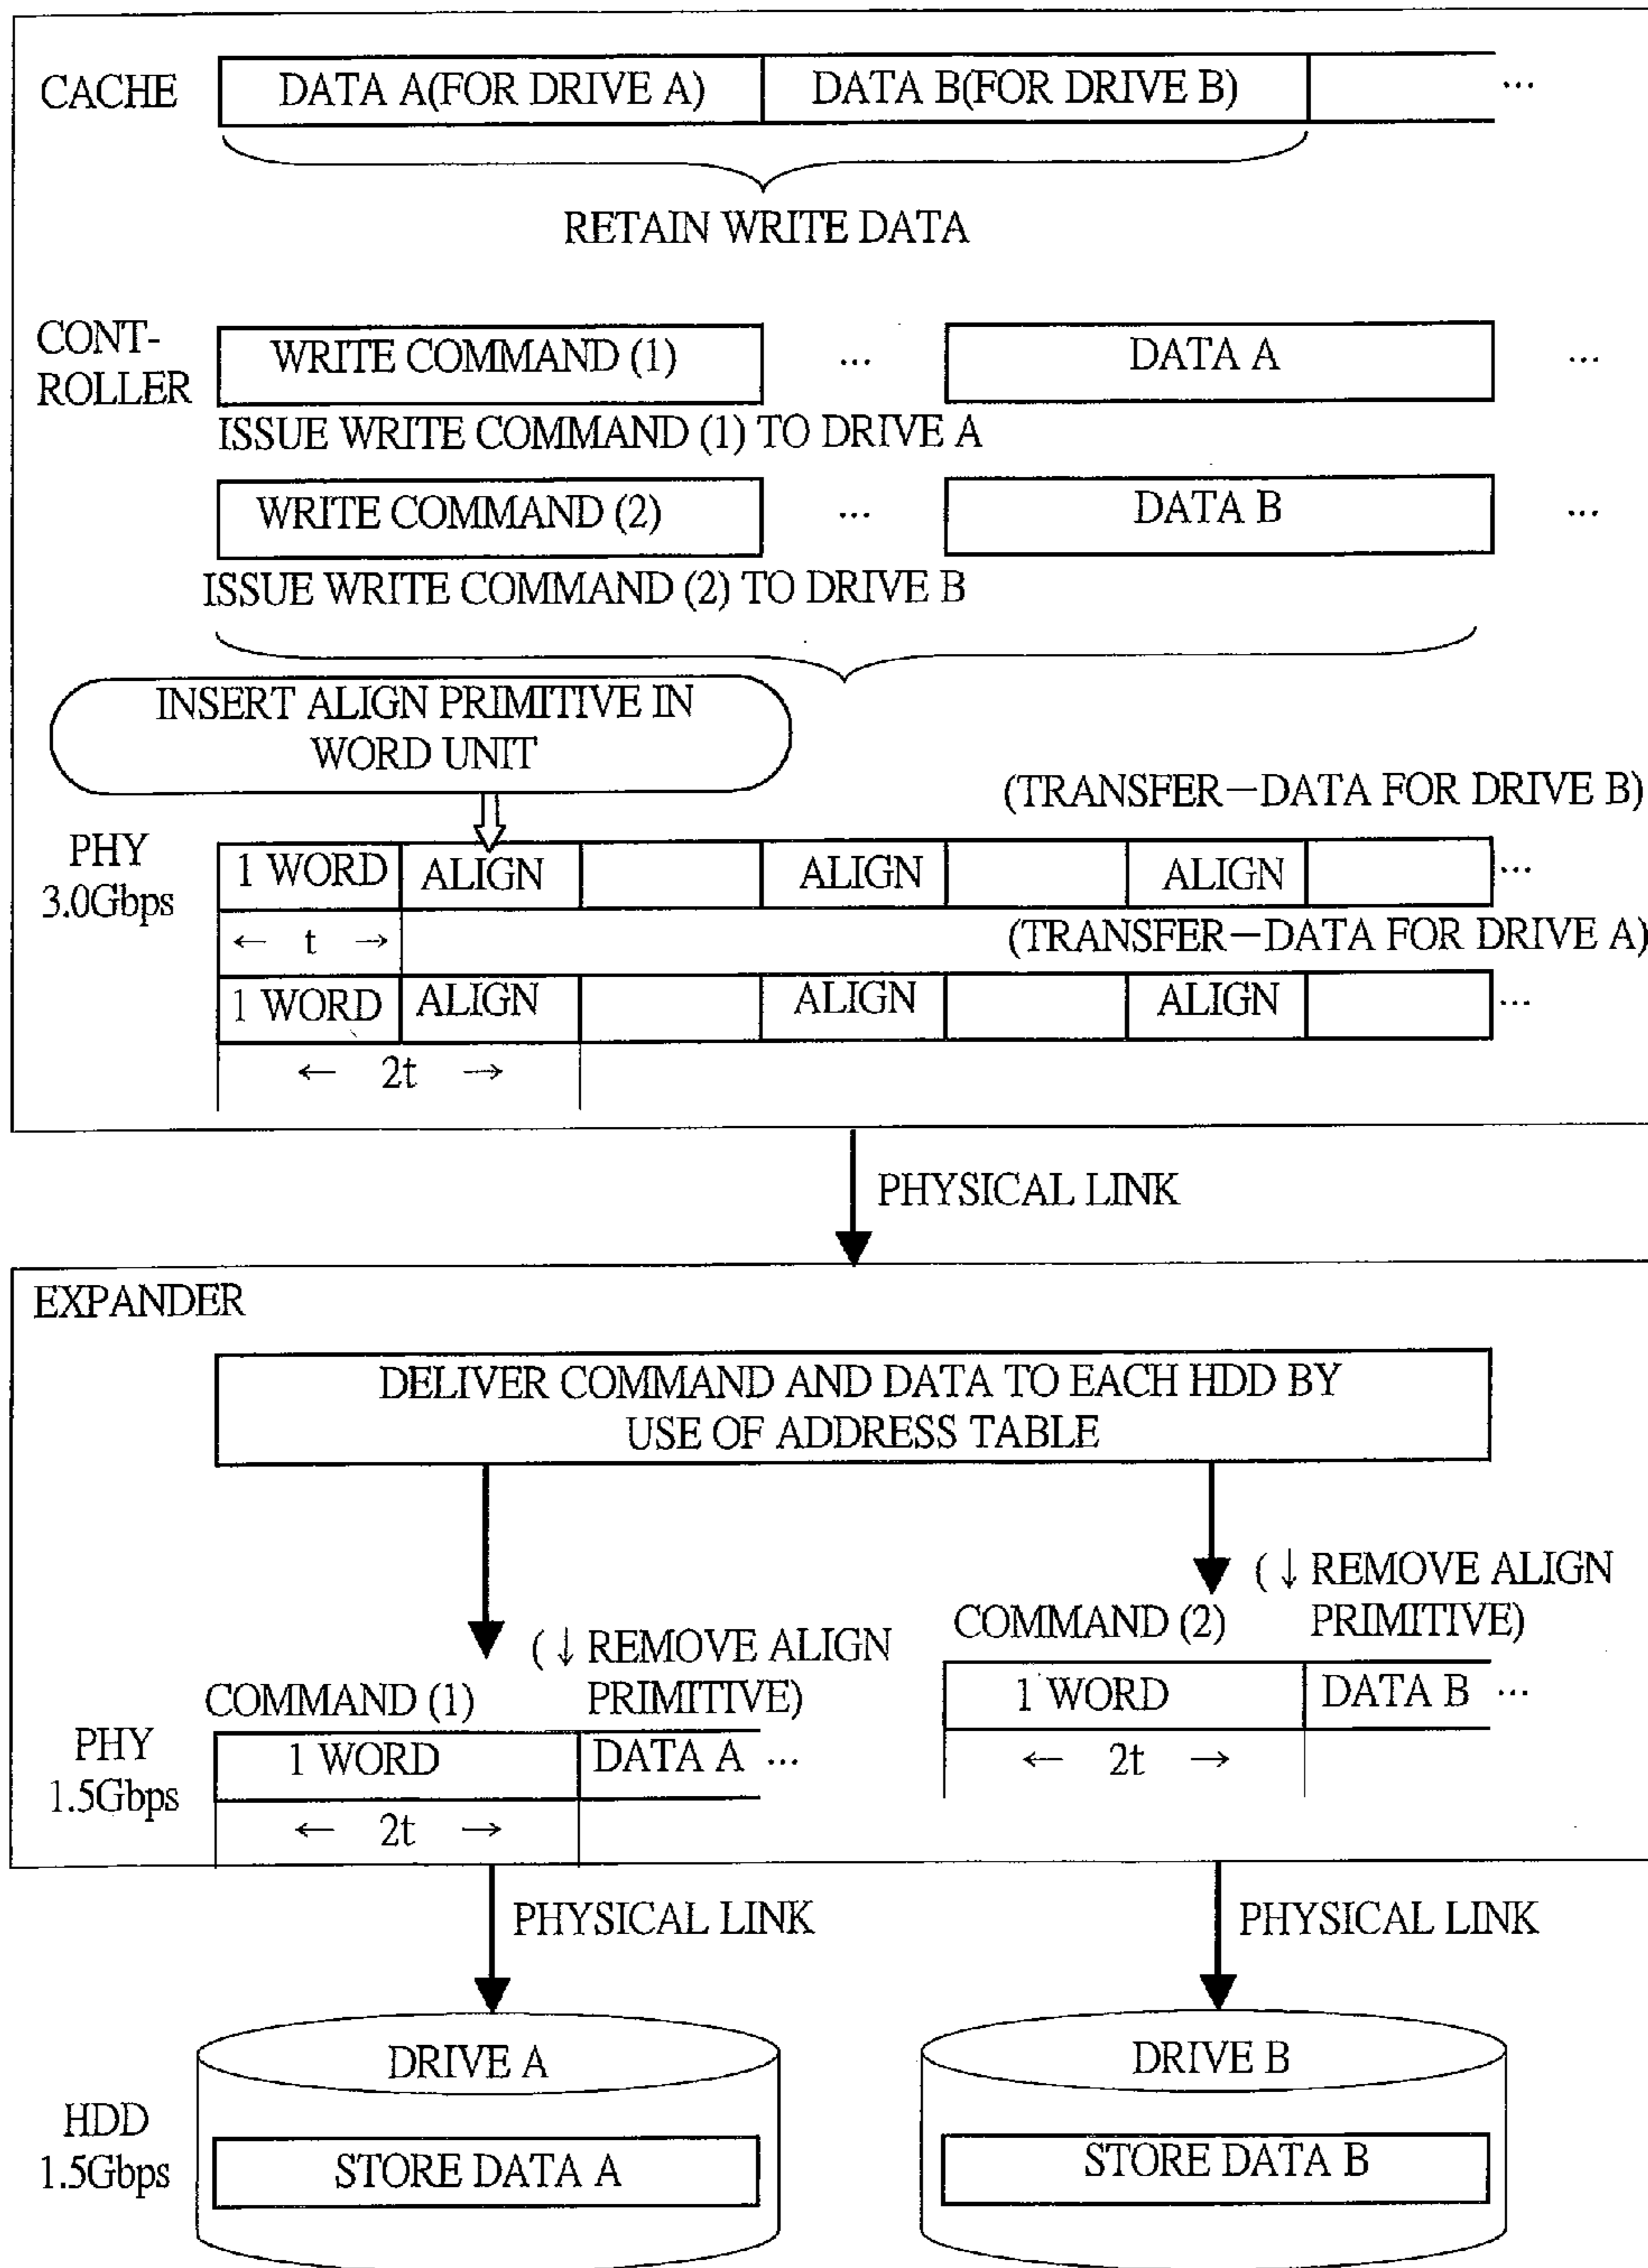 CACHE DATA A(FOR DRIVE A) DATA B(FOR DRIVE B) ...
RETAIN WRITE DATA
CONT-
ROLLER
WRITE COMMAND (1) ... DATA A ...
ISSUE WRITE COMMAND (1) TO DRIVE A
WRITE COMMAND (2) ... DATA B ...
ISSUE WRITE COMMAND (2) TO DRIVE B
INSERT ALIGN PRIMITIVE IN
WORD UNIT
(TRANSFER—DATA FOR DRIVE B)
PHY
3.0Gbps
1 WORD ALIGN ALIGN ALIGN ...
← t →
(TRANSFER—DATA FOR DRIVE A)
1 WORD ALIGN ALIGN ALIGN ...
← 2t →
PHYSICAL LINK
EXPANDER
DELIVER COMMAND AND DATA TO EACH HDD BY
USE OF ADDRESS TABLE
(↓ REMOVE ALIGN
PRIMITIVE)
COMMAND (2)
1 WORD DATA B ...
← 2t →
(↓ REMOVE ALIGN
PRIMITIVE)
COMMAND (1)
PHY
1.5Gbps
1 WORD DATA A ...
← 2t →
PHYSICAL LINK PHYSICAL LINK
DRIVE A DRIVE B
HDD
1.5Gbps
STORE DATA A STORE DATA B